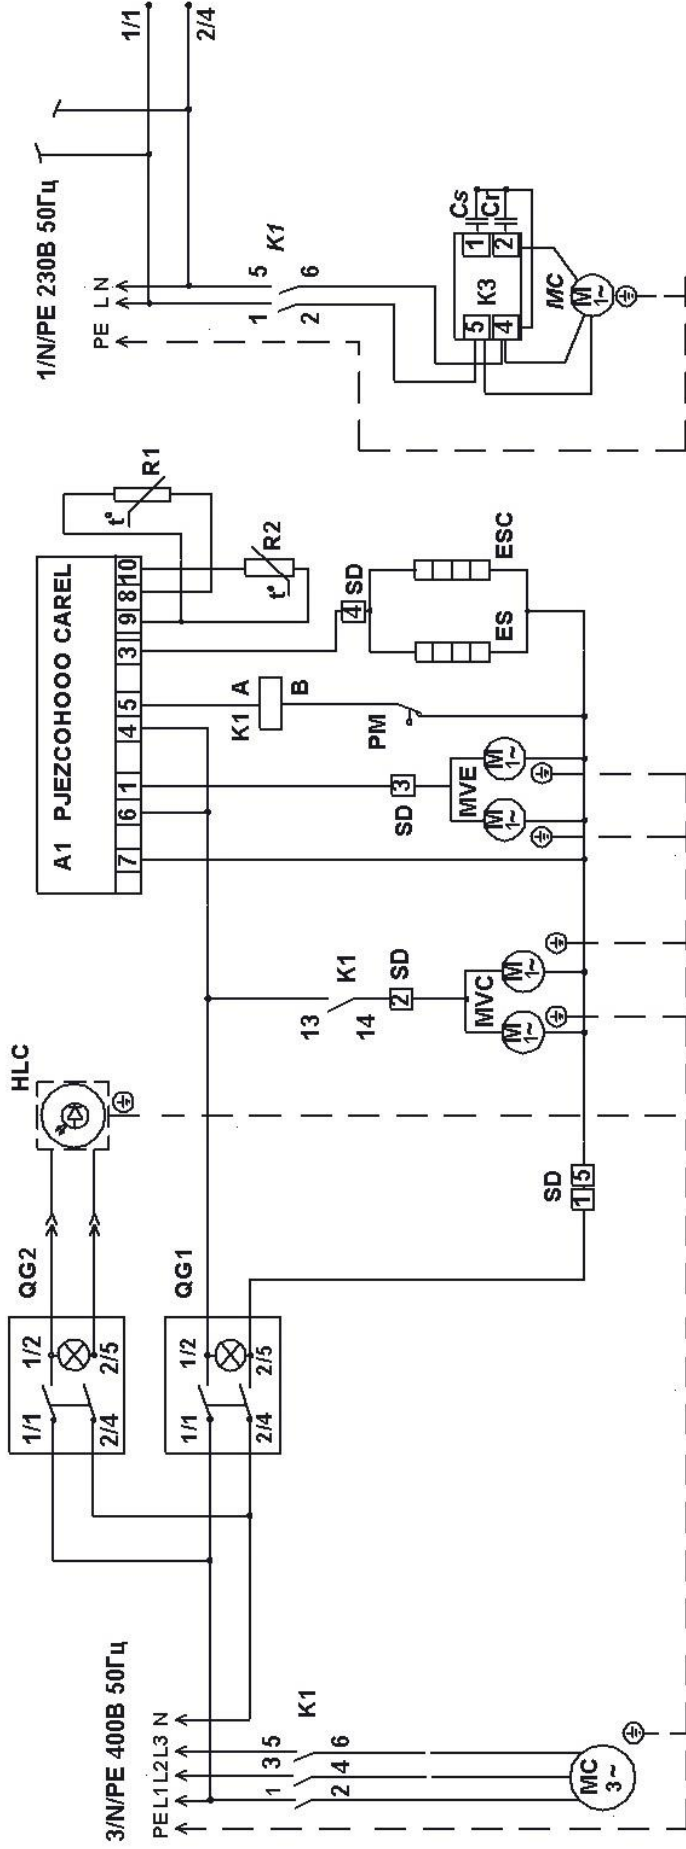 3/N/PE 400В 50Гц
PE L1 L2 L3 N
1 3 5
K1
2 4 6
MC
3~
QG2
1/1 1/2
2/4 2/5
HLC
QG1
1/1 1/2
2/4 2/5
SD
1 5
13
K1
14
2
SD
MVC
M
1~
M
1~
A1 PJEZCOHOOO CAREL
7 6 1 4 5 3 9 8 10
SD
3
MVE
M
1~
M
1~
K1
A
B
PM
4
SD
ES
ESC
t°
R1
t°
R2
1/N/PE 230В 50Гц
PE L N
1 5
K1
2 6
5
4
K3
1
2
Cs
Cr
MC
M
1~
1/1
2/4